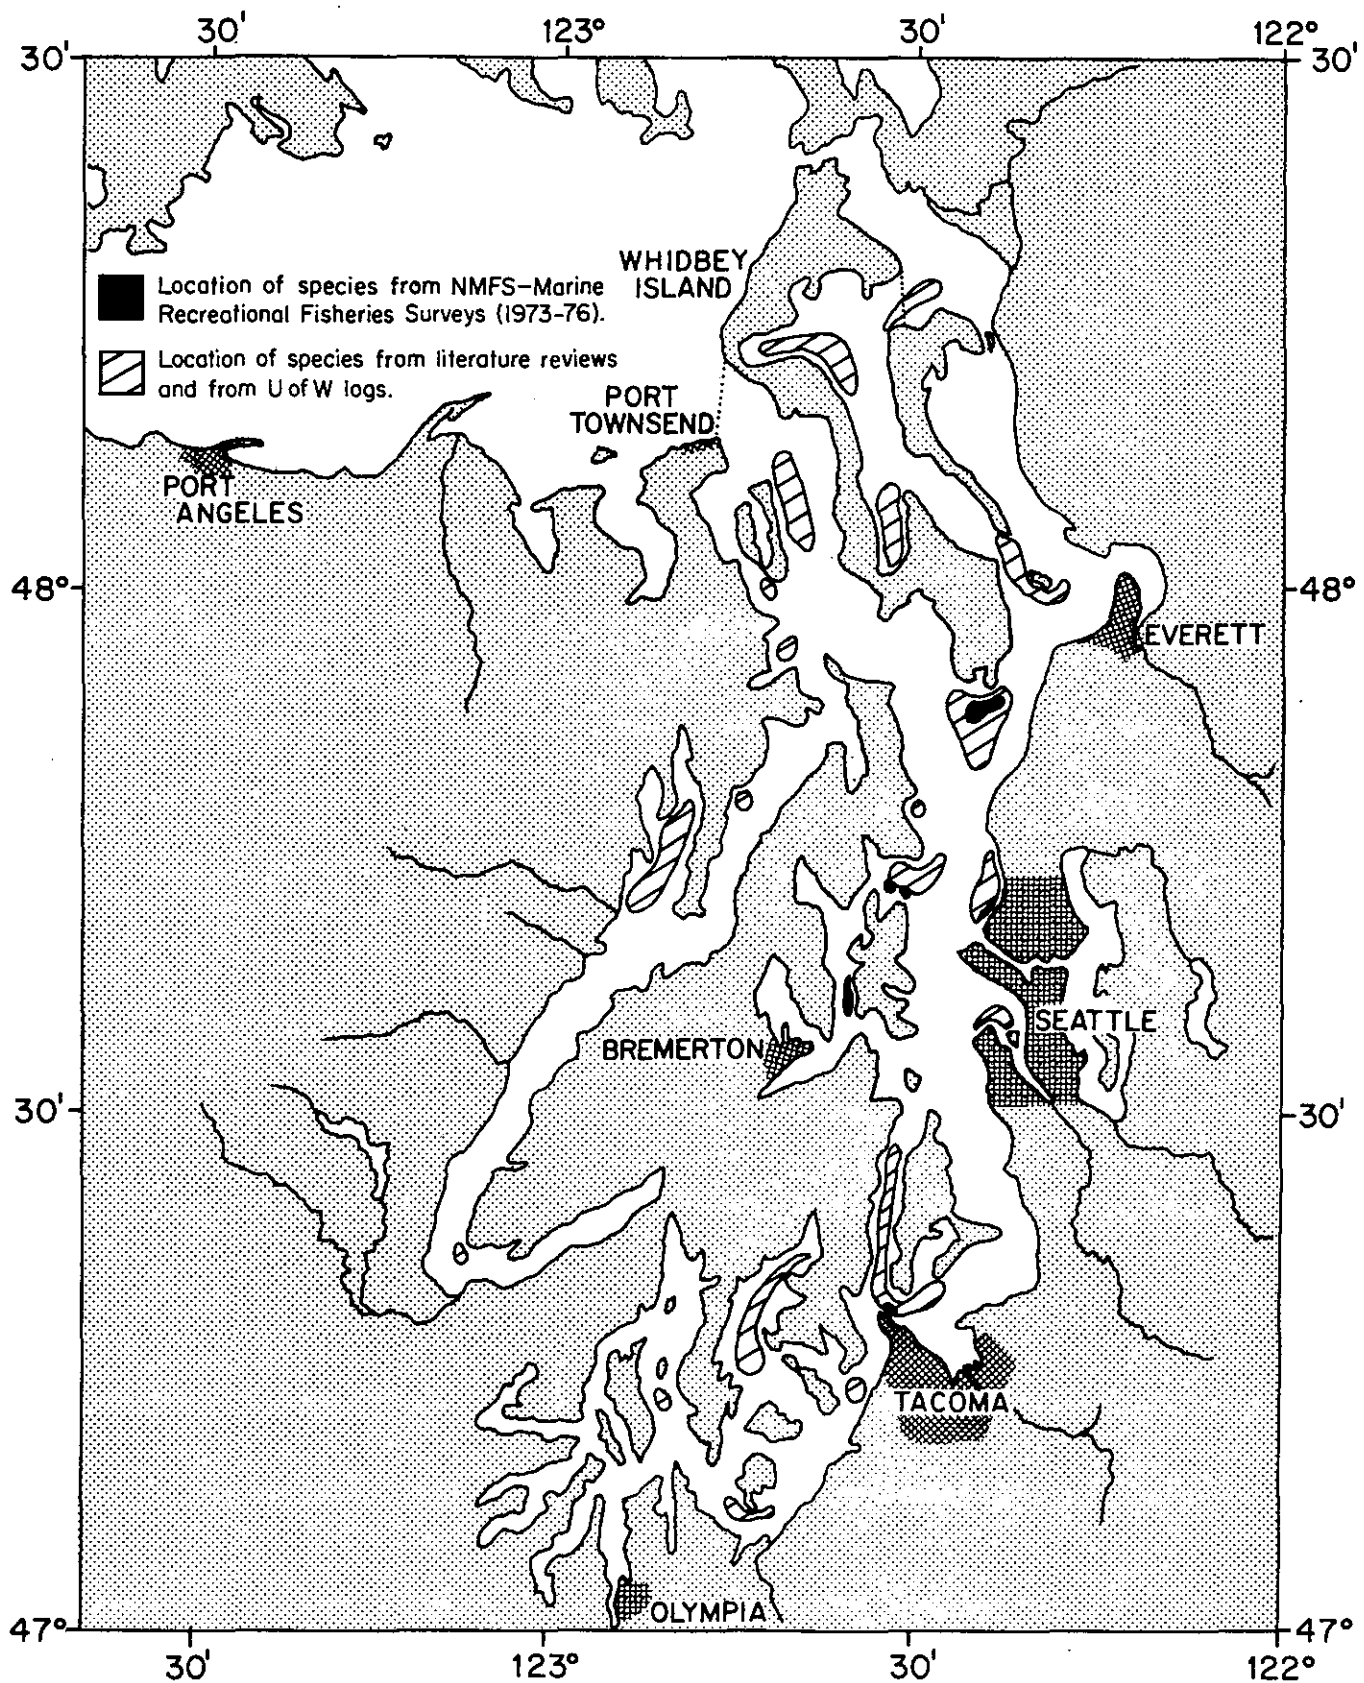 30' 123° 30' 122°
30' 30'
WHIDBEY
ISLAND
Location of species from NMFS-Marine
Recreational Fisheries Surveys (1973-76).
Location of species from literature reviews
and from U of W logs.
PORT
TOWNSEND
PORT
ANGELES
48° 48°
EVERETT
SEATTLE
BREMERTON
30' 30'
TACOMA
OLYMPIA
47° 47°
30' 123° 30' 122°